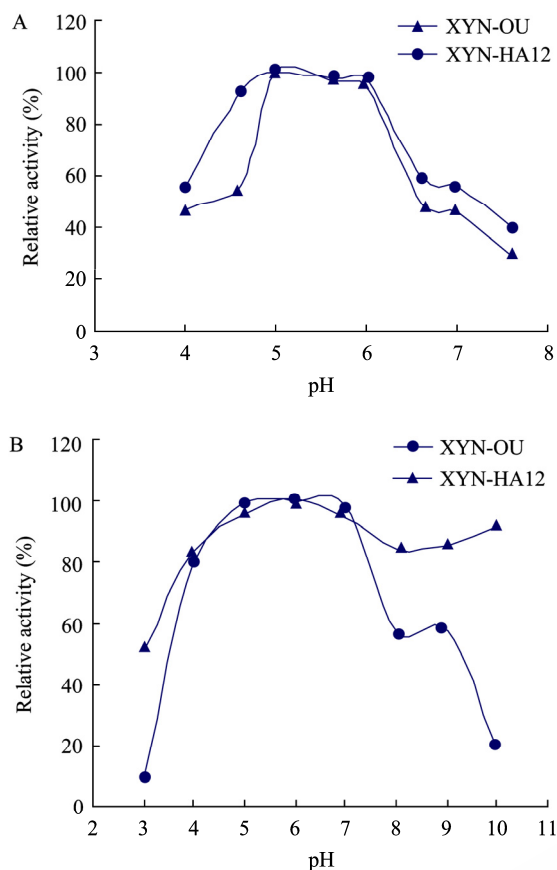 A
XYN-OU
XYN-HA12
Relative activity (%)
120
100
80
60
40
20
0
3 4 5 6 7 8
pH
B
XYN-OU
XYN-HA12
Relative activity (%)
120
100
80
60
40
20
0
2 3 4 5 6 7 8 9 10 11
pH